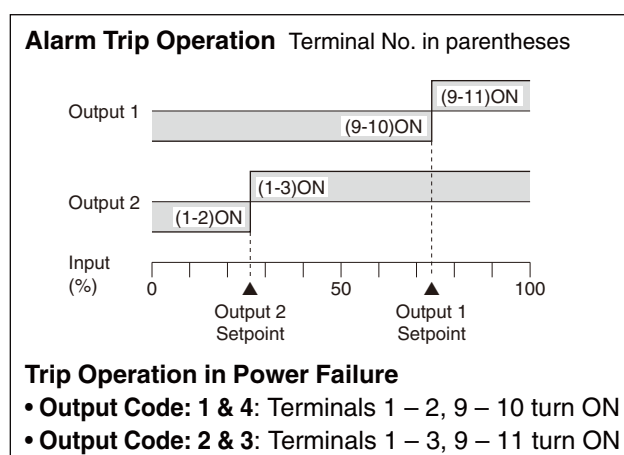 Alarm Trip Operation Terminal No. in parentheses
(9-11)ON
Output 1
(9-10)ON
(1-3)ON
Output 2
(1-2)ON
Input
(%)
0 50 100
Output 2 Output 1
Setpoint Setpoint
Trip Operation in Power Failure
• Output Code: 1 & 4: Terminals 1 – 2, 9 – 10 turn ON
• Output Code: 2 & 3: Terminals 1 – 3, 9 – 11 turn ON